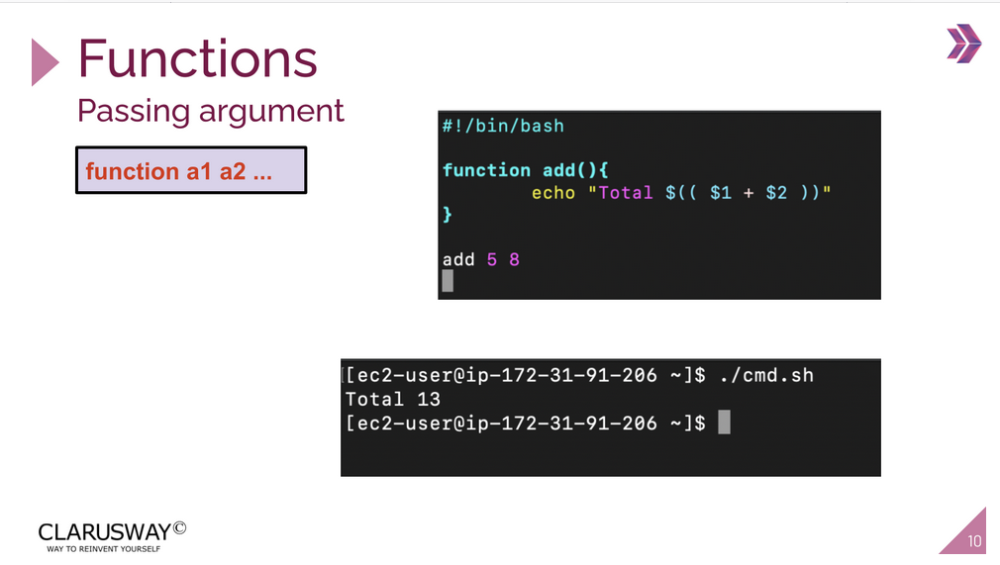 Functions
Passing argument
function a1 a2 ...
#!/bin/bash
function add(){
echo "Total $(( $1 + $2 ))"
}
add 5 8
[ec2-user@ip-172-31-91-206 ~]$ ./cmd.sh
Total 13
[ec2-user@ip-172-31-91-206 ~]$
CLARUSWAY©
WAY TO REINVENT YOURSELF
10